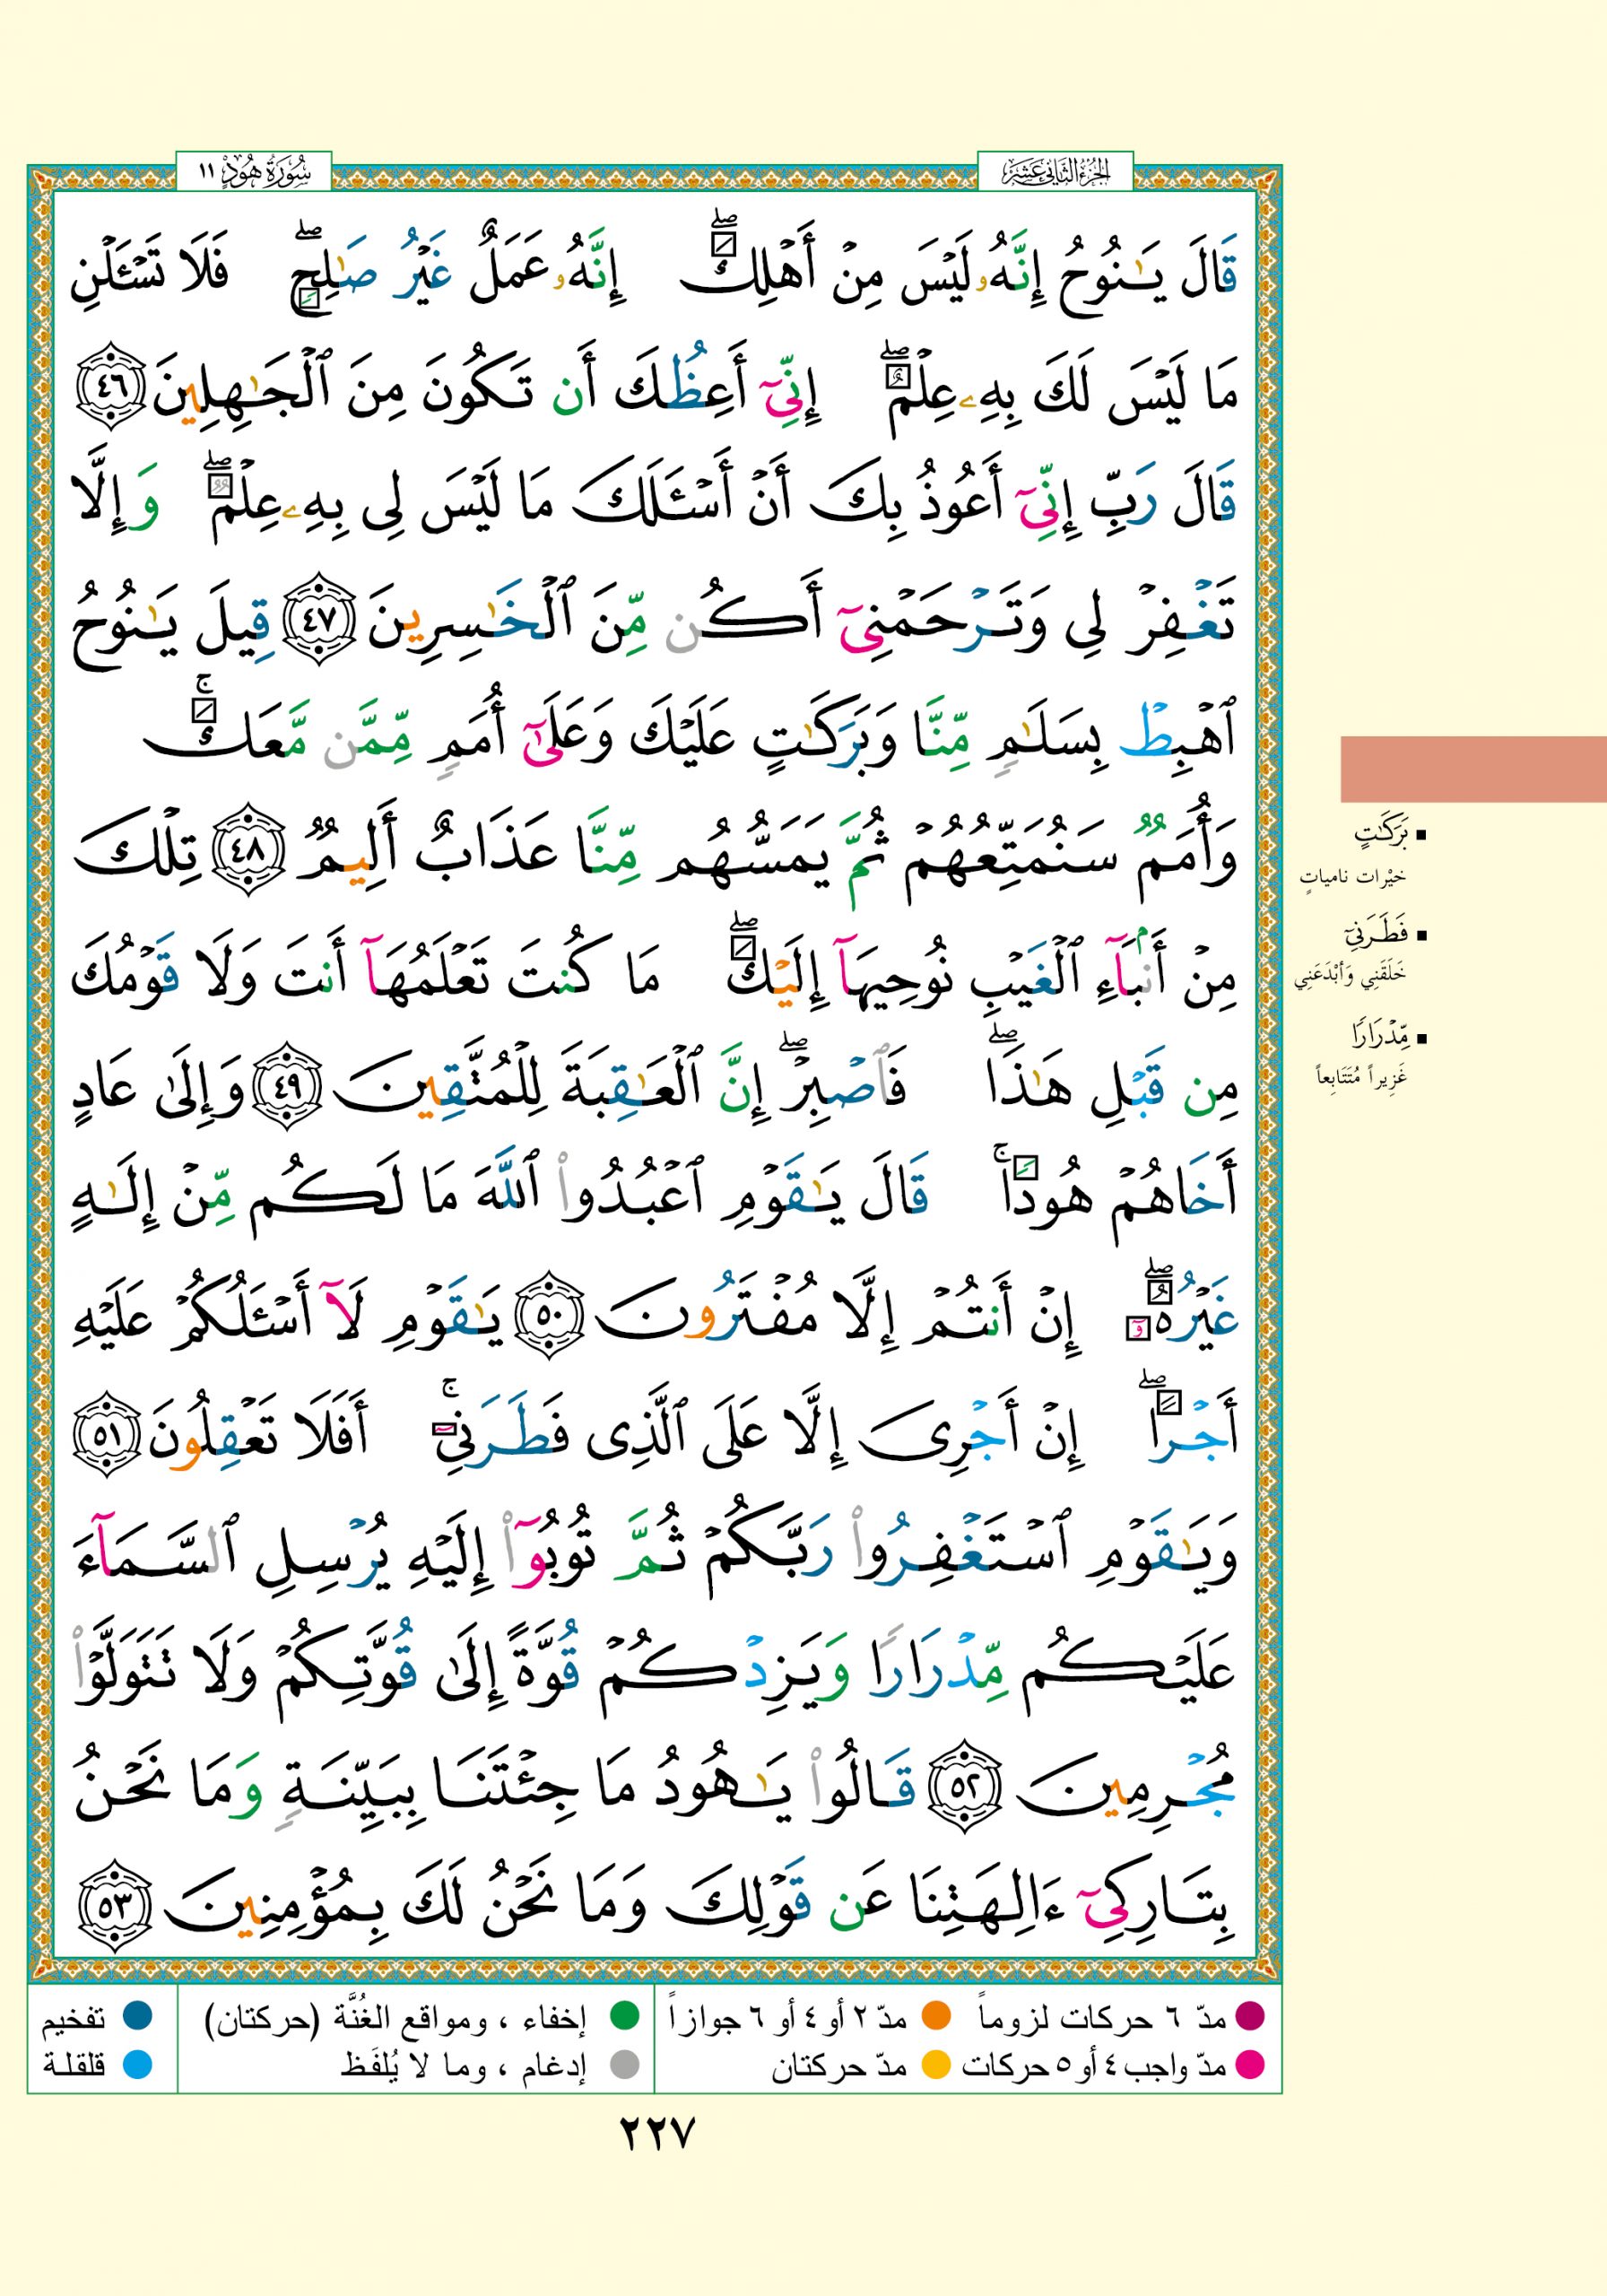 الجزء الثاني عشر
سورة هود ١١
قَالَ يَـٰنُوحُ إِنَّهُۥ لَيْسَ مِنْ أَهْلِكَ ۖ إِنَّهُۥ عَمَلٌ غَيْرُ صَـٰلِحٍ ۖ فَلَا تَسْـَٔلْنِ
مَا لَيْسَ لَكَ بِهِۦ عِلْمٌ ۖ إِنِّىٓ أَعِظُكَ أَن تَكُونَ مِنَ ٱلْجَـٰهِلِينَ ٤٦
قَالَ رَبِّ إِنِّىٓ أَعُوذُ بِكَ أَنْ أَسْـَٔلَكَ مَا لَيْسَ لِى بِهِۦ عِلْمٌ ۖ وَإِلَّا
تَغْفِرْ لِى وَتَرْحَمْنِىٓ أَكُن مِّنَ ٱلْخَـٰسِرِينَ ٤٧ قِيلَ يَـٰنُوحُ
ٱهْبِطْ بِسَلَـٰمٍ مِّنَّا وَبَرَكَـٰتٍ عَلَيْكَ وَعَلَىٰٓ أُمَمٍ مِّمَّن مَّعَكَ ۚ
وَأُمَمٌ سَنُمَتِّعُهُمْ ثُمَّ يَمَسُّهُم مِّنَّا عَذَابٌ أَلِيمٌ ٤٨ تِلْكَ
مِنْ أَنۢبَآءِ ٱلْغَيْبِ نُوحِيهَآ إِلَيْكَ ۖ مَا كُنتَ تَعْلَمُهَآ أَنتَ وَلَا قَوْمُكَ
مِن قَبْلِ هَـٰذَا ۖ فَٱصْبِرْ ۖ إِنَّ ٱلْعَـٰقِبَةَ لِلْمُتَّقِينَ ٤٩ وَإِلَىٰ عَادٍ
أَخَاهُمْ هُودًا ۚ قَالَ يَـٰقَوْمِ ٱعْبُدُوا۟ ٱللَّهَ مَا لَكُم مِّنْ إِلَـٰهٍ
غَيْرُهُۥٓ ۖ إِنْ أَنتُمْ إِلَّا مُفْتَرُونَ ٥٠ يَـٰقَوْمِ لَآ أَسْـَٔلُكُمْ عَلَيْهِ
أَجْرًا ۖ إِنْ أَجْرِىَ إِلَّا عَلَى ٱلَّذِى فَطَرَنِىٓ ۚ أَفَلَا تَعْقِلُونَ ٥١
وَيَـٰقَوْمِ ٱسْتَغْفِرُوا۟ رَبَّكُمْ ثُمَّ تُوبُوٓا۟ إِلَيْهِ يُرْسِلِ ٱلسَّمَآءَ
عَلَيْكُم مِّدْرَارًا وَيَزِدْكُمْ قُوَّةً إِلَىٰ قُوَّتِكُمْ وَلَا تَتَوَلَّوْا۟
مُجْرِمِينَ ٥٢ قَالُوا۟ يَـٰهُودُ مَا جِئْتَنَا بِبَيِّنَةٍ وَمَا نَحْنُ
بِتَارِكِىٓ ءَالِهَتِنَا عَن قَوْلِكَ وَمَا نَحْنُ لَكَ بِمُؤْمِنِينَ ٥٣
▪ بَرَكَـٰتٍ
خيْرات نامياتٍ
▪ فَطَرَنِىٓ
خَلَقَنِي وَأبْدَعَنِي
▪ مِّدْرَارًا
غَزِيراً مُتَتَابِعاً
مدّ ٦ حركات لزوماً مدّ ٢ أو ٤ أو ٦ جوازاً إخفاء ، ومواقع الغُنَّة (حركتان) تفخيم
مدّ واجب ٤ أو ٥ حركات مدّ حركتان إدغام ، وما لا يُلفَظ قلقلة
٢٢٧